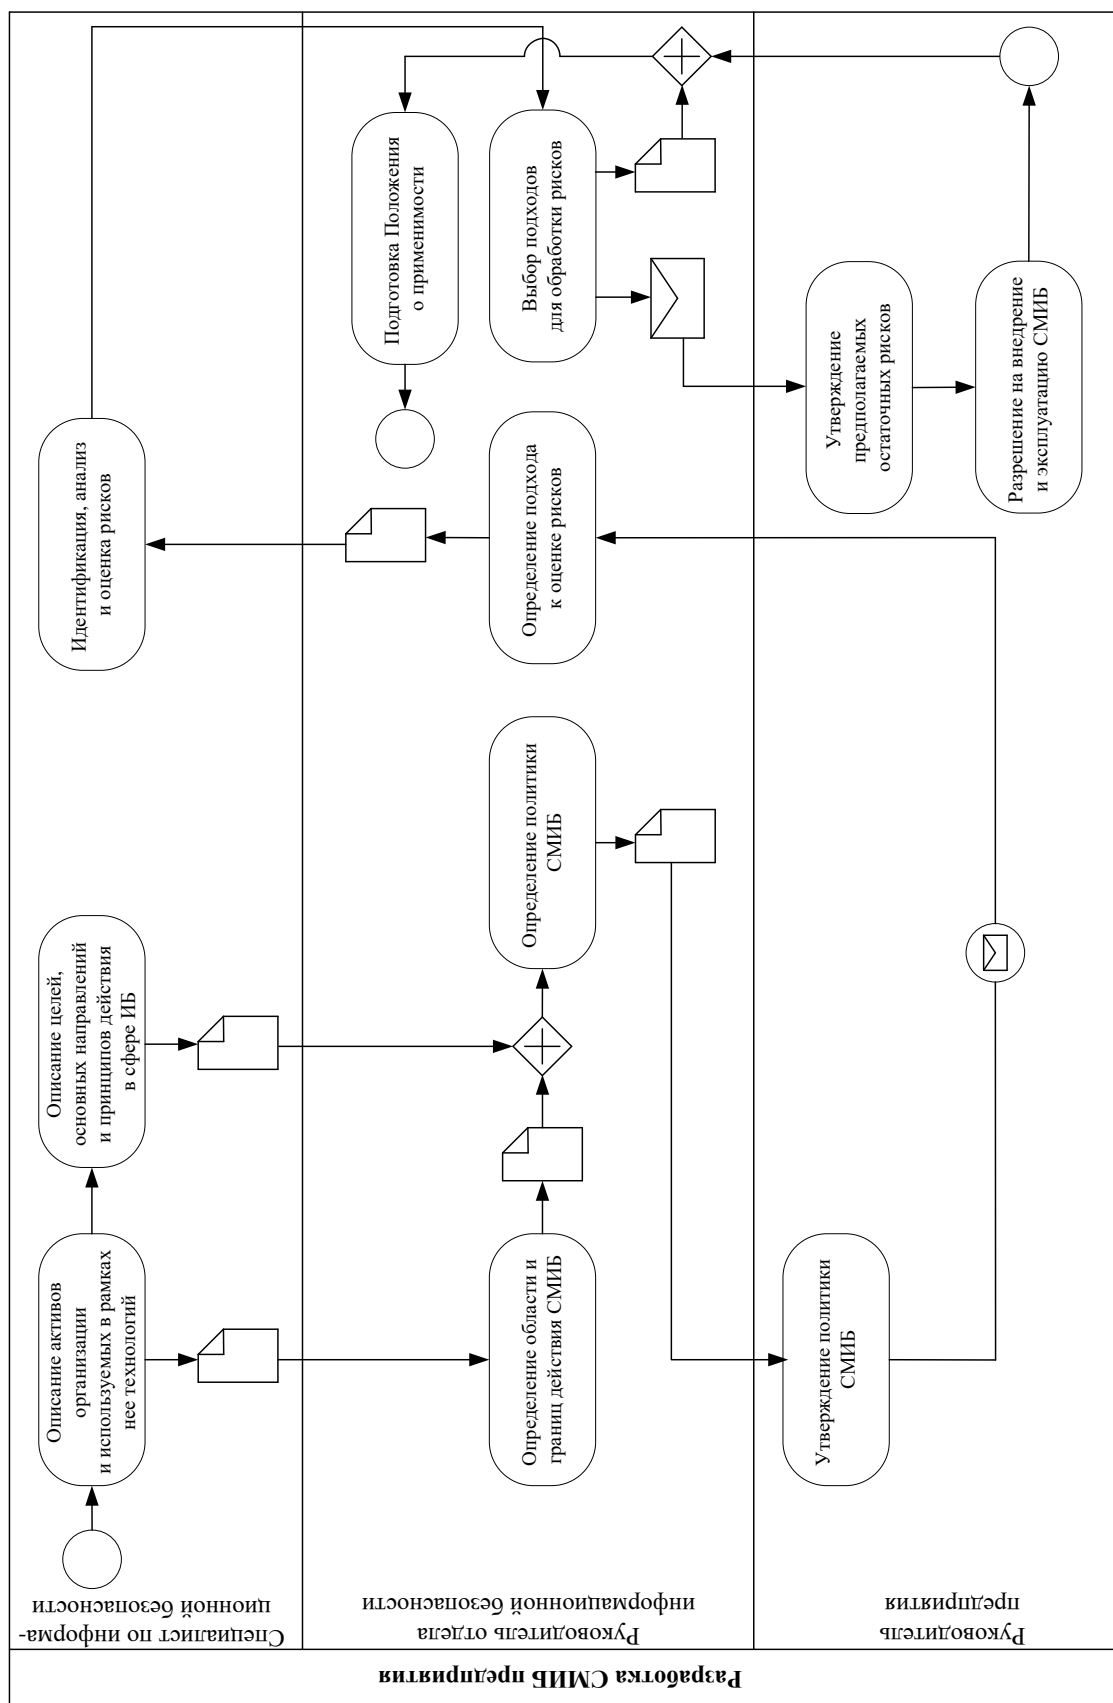 Разработка СМИБ предприятия
Специалист по информа-
ционной безопасности
Описание активов
организации
и используемых в рамках
нее технологий
Описание целей,
основных направлений
и принципов действия
в сфере ИБ
Идентификация, анализ
и оценка рисков
Руководитель отдела
информационной безопасности
Определение области и
границ действия СМИБ
Определение политики
СМИБ
Определение подхода
к оценке рисков
Подготовка Положения
о применимости
Выбор подходов
для обработки рисков
Руководитель
предприятия
Утверждение политики
СМИБ
Утверждение
предполагаемых
остаточных рисков
Разрешение на внедрение
и эксплуатацию СМИБ